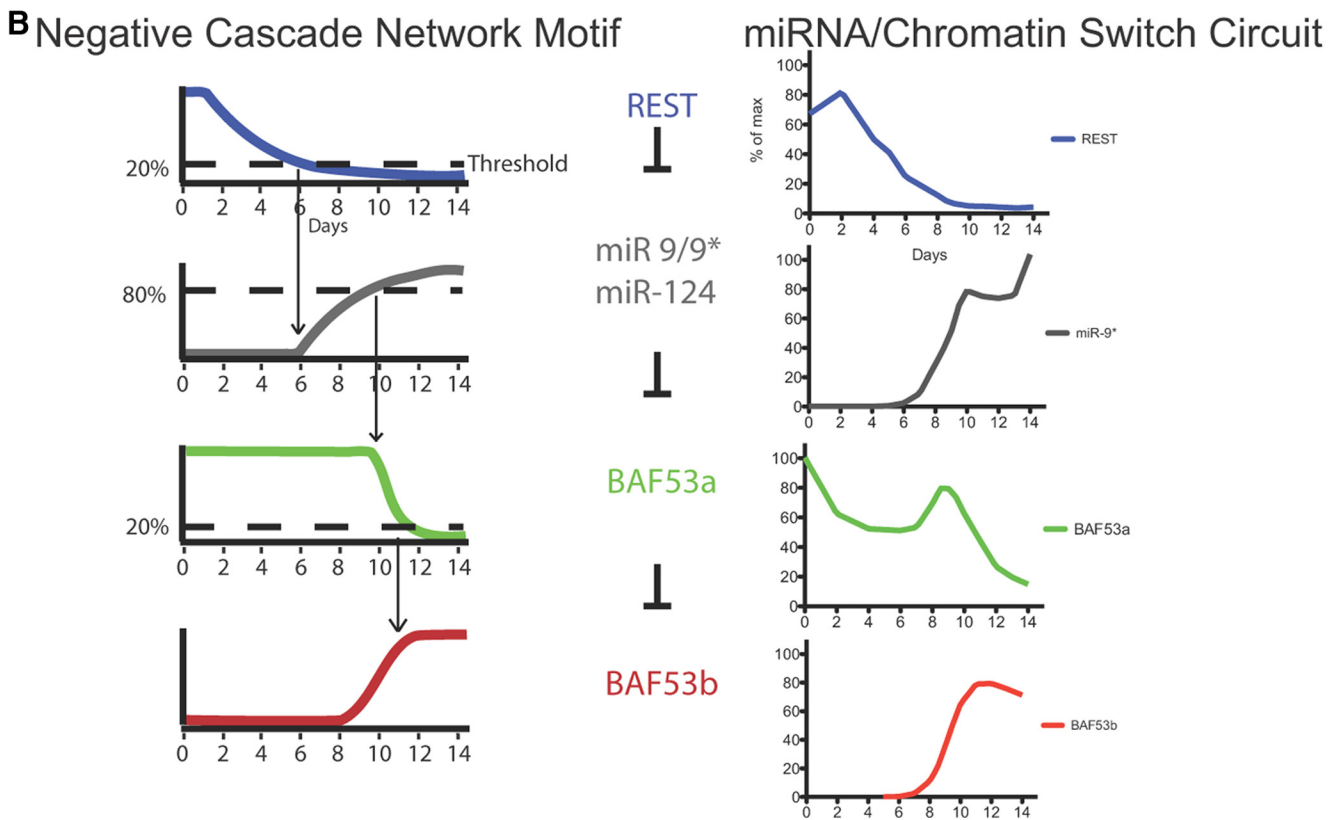 B Negative Cascade Network Motif
miRNA/Chromatin Switch Circuit
20%
Threshold
0 2 4 6 8 10 12 14
Days
80%
0 2 4 6 8 10 12 14
20%
0 2 4 6 8 10 12 14
0 2 4 6 8 10 12 14
REST
miR 9/9*
miR-124
BAF53a
BAF53b
% of max
100
80
60
40
20
0
0 2 4 6 8 10 12 14
Days
REST
100
80
60
40
20
0
0 2 4 6 8 10 12 14
miR-9*
100
80
60
40
20
0
0 2 4 6 8 10 12 14
BAF53a
100
80
60
40
20
0
0 2 4 6 8 10 12 14
BAF53b